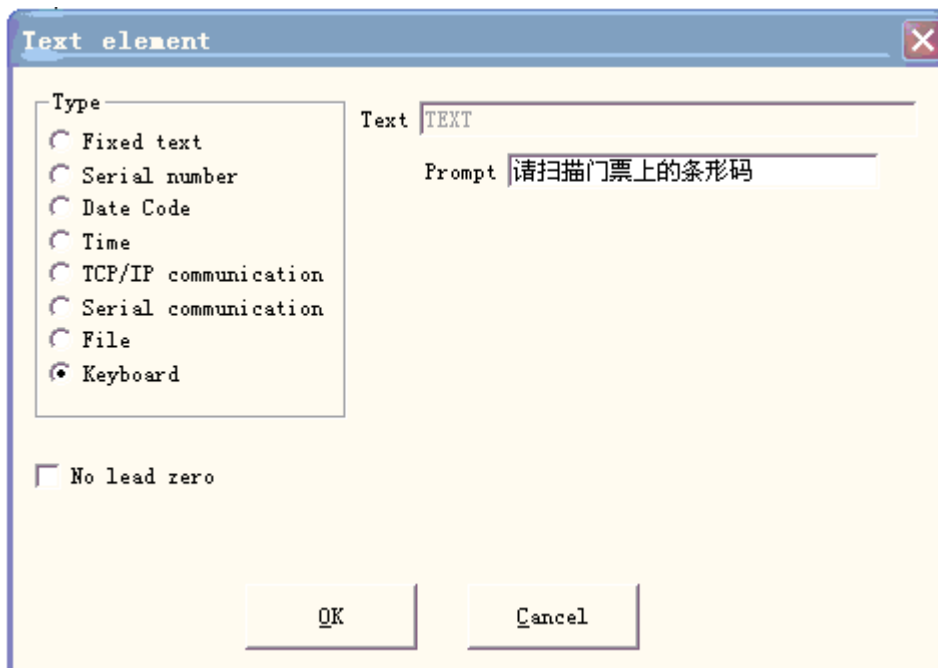 Text element
Type
Fixed text
Serial number
Date Code
Time
TCP/IP communication
Serial communication
File
Keyboard
Text TEXT
Prompt 请扫描门票上的条形码
No lead zero
OK Cancel